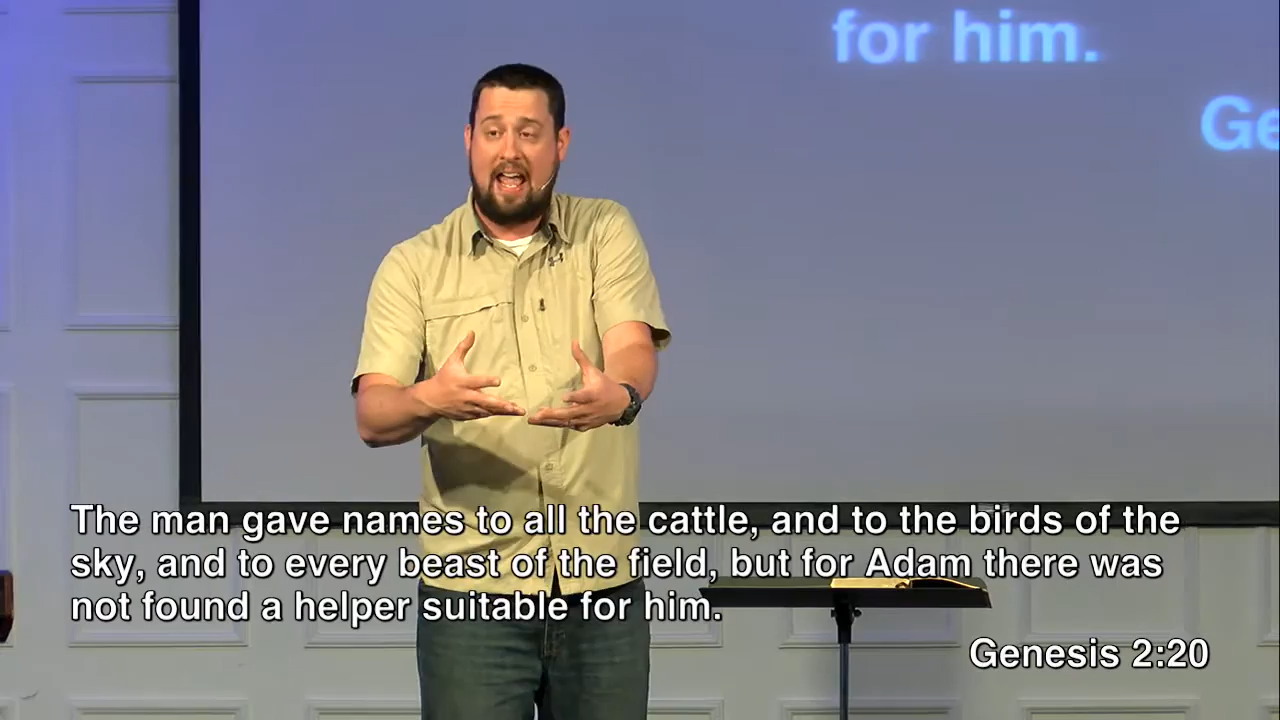 for him.
Ge
The man gave names to all the cattle, and to the birds of the
sky, and to every beast of the field, but for Adam there was
not found a helper suitable for him.
Genesis 2:20